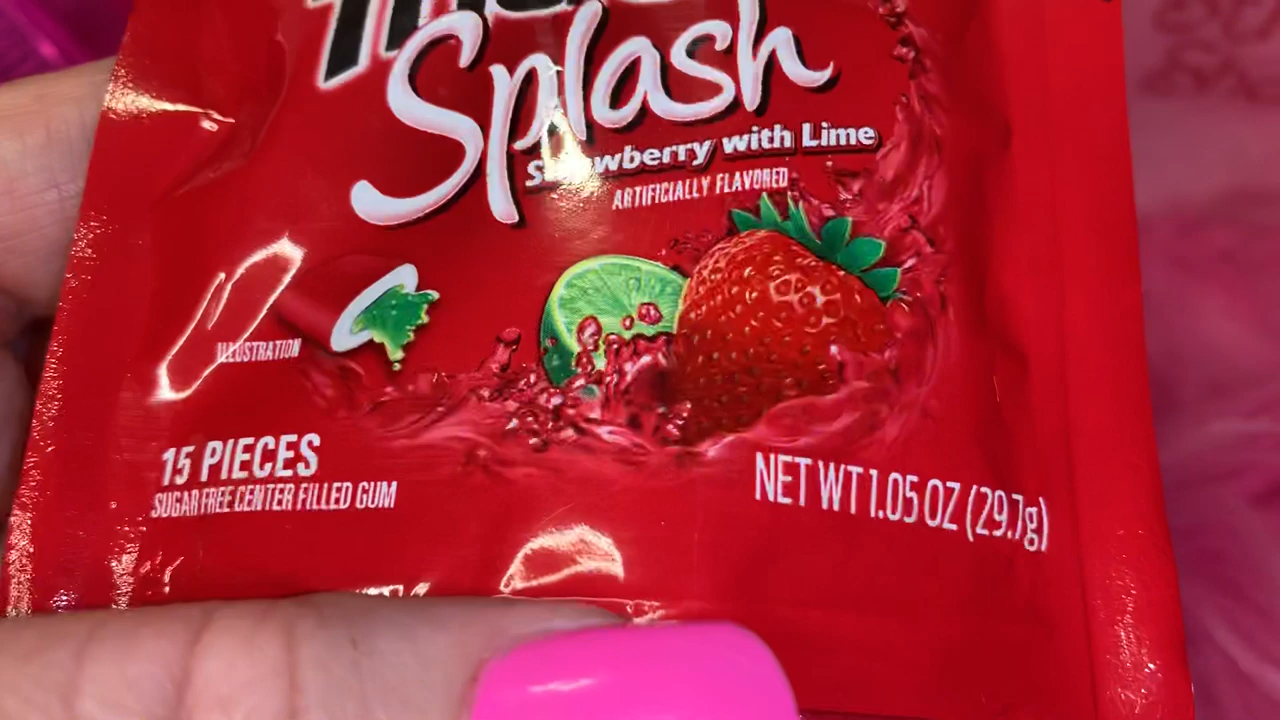 Splash
Strawberry with Lime
ARTIFICIALLY FLAVORED
ILLUSTRATION
15 PIECES
SUGAR FREE CENTER FILLED GUM
NET WT 1.05 OZ (29.7g)